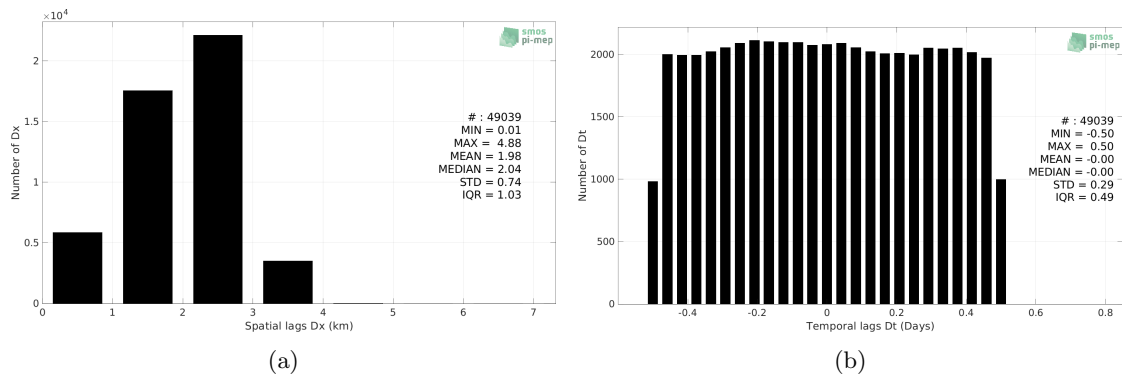 ×10⁴
2
1.5
1
0.5
0
0 1 2 3 4 5 6 7
Number of Dx
Spatial lags Dx (km)
smos
pi-mep
# : 49039
MIN = 0.01
MAX = 4.88
MEAN = 1.98
MEDIAN = 2.04
STD = 0.74
IQR = 1.03
(a)
2000
1500
1000
500
0
-0.4 -0.2 0 0.2 0.4 0.6 0.8
Number of Dt
Temporal lags Dt (Days)
smos
pi-mep
# : 49039
MIN = -0.50
MAX = 0.50
MEAN = -0.00
MEDIAN = -0.00
STD = 0.29
IQR = 0.49
(b)